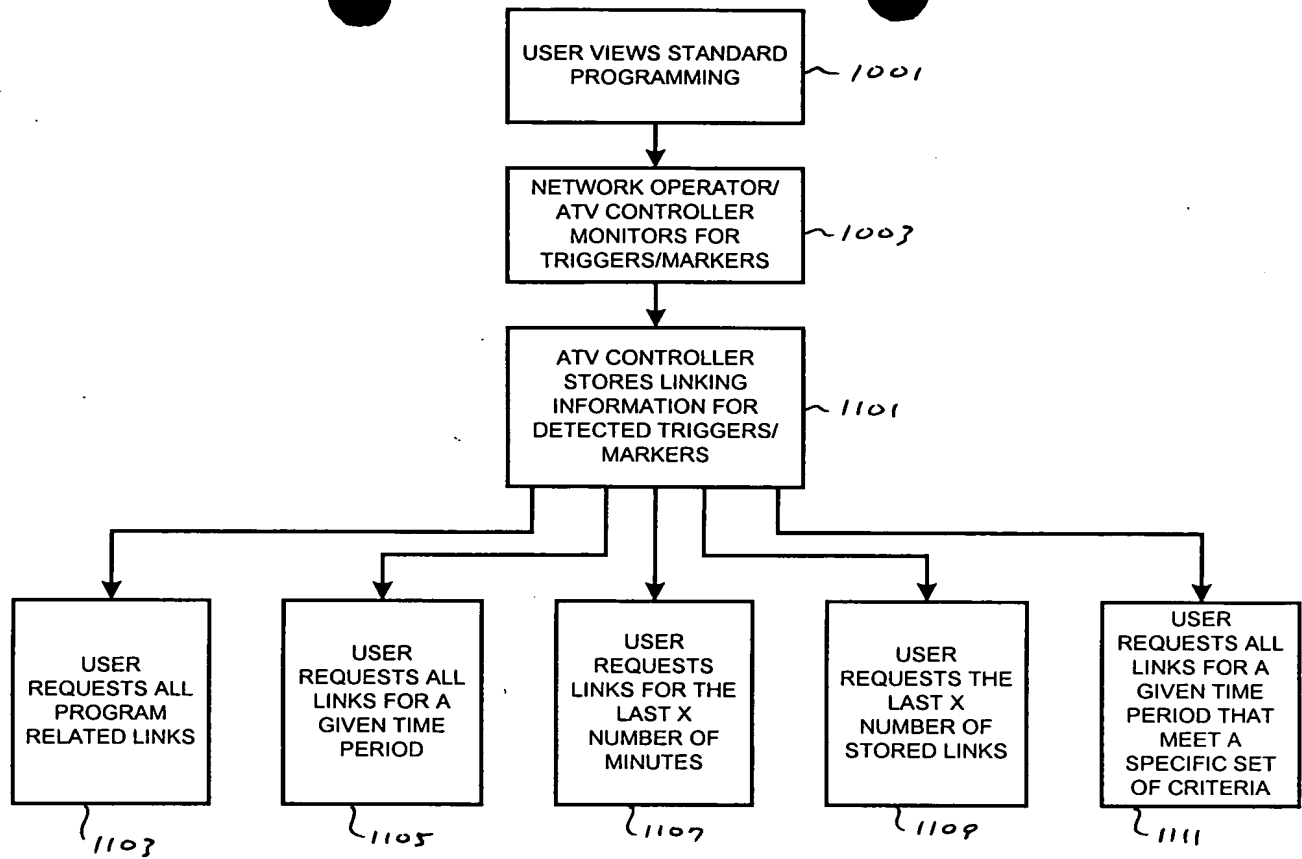 USER VIEWS STANDARD
PROGRAMMING
1001
NETWORK OPERATOR/
ATV CONTROLLER
MONITORS FOR
TRIGGERS/MARKERS
1003
ATV CONTROLLER
STORES LINKING
INFORMATION FOR
DETECTED TRIGGERS/
MARKERS
1101
USER
REQUESTS ALL
PROGRAM
RELATED LINKS
1103
USER
REQUESTS ALL
LINKS FOR A
GIVEN TIME
PERIOD
1105
USER
REQUESTS
LINKS FOR THE
LAST X
NUMBER OF
MINUTES
1107
USER
REQUESTS THE
LAST X
NUMBER OF
STORED LINKS
1109
USER
REQUESTS ALL
LINKS FOR A
GIVEN TIME
PERIOD THAT
MEET A
SPECIFIC SET
OF CRITERIA
1111